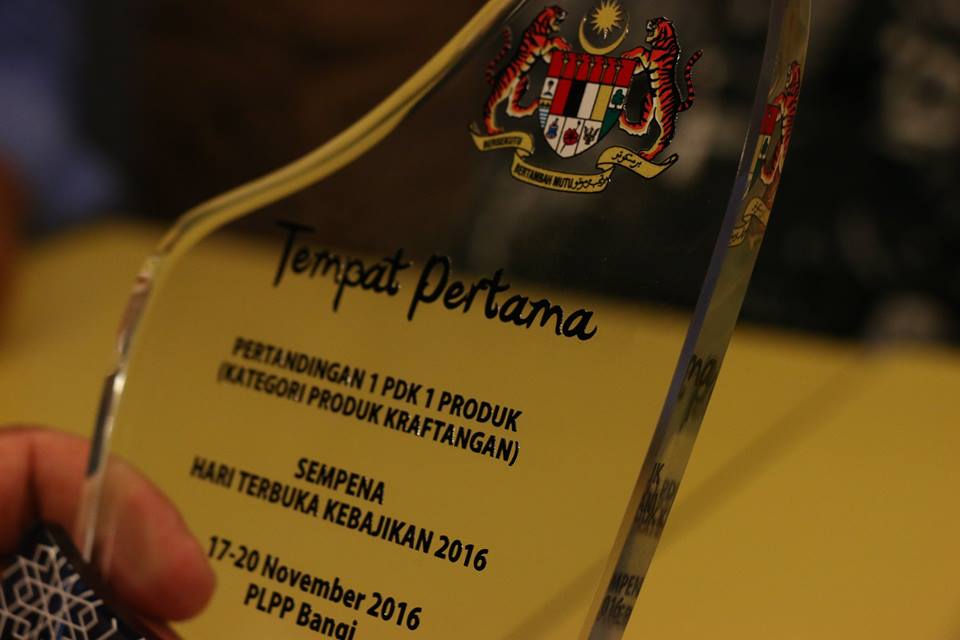 BERSEKUTU
BERTAMBAH MUTU
Tempat Pertama
PERTANDINGAN 1 PDK 1 PRODUK
(KATEGORI PRODUK KRAFTANGAN)
SEMPENA
HARI TERBUKA KEBAJIKAN 2016
17-20 November 2016
PLPP Bangi